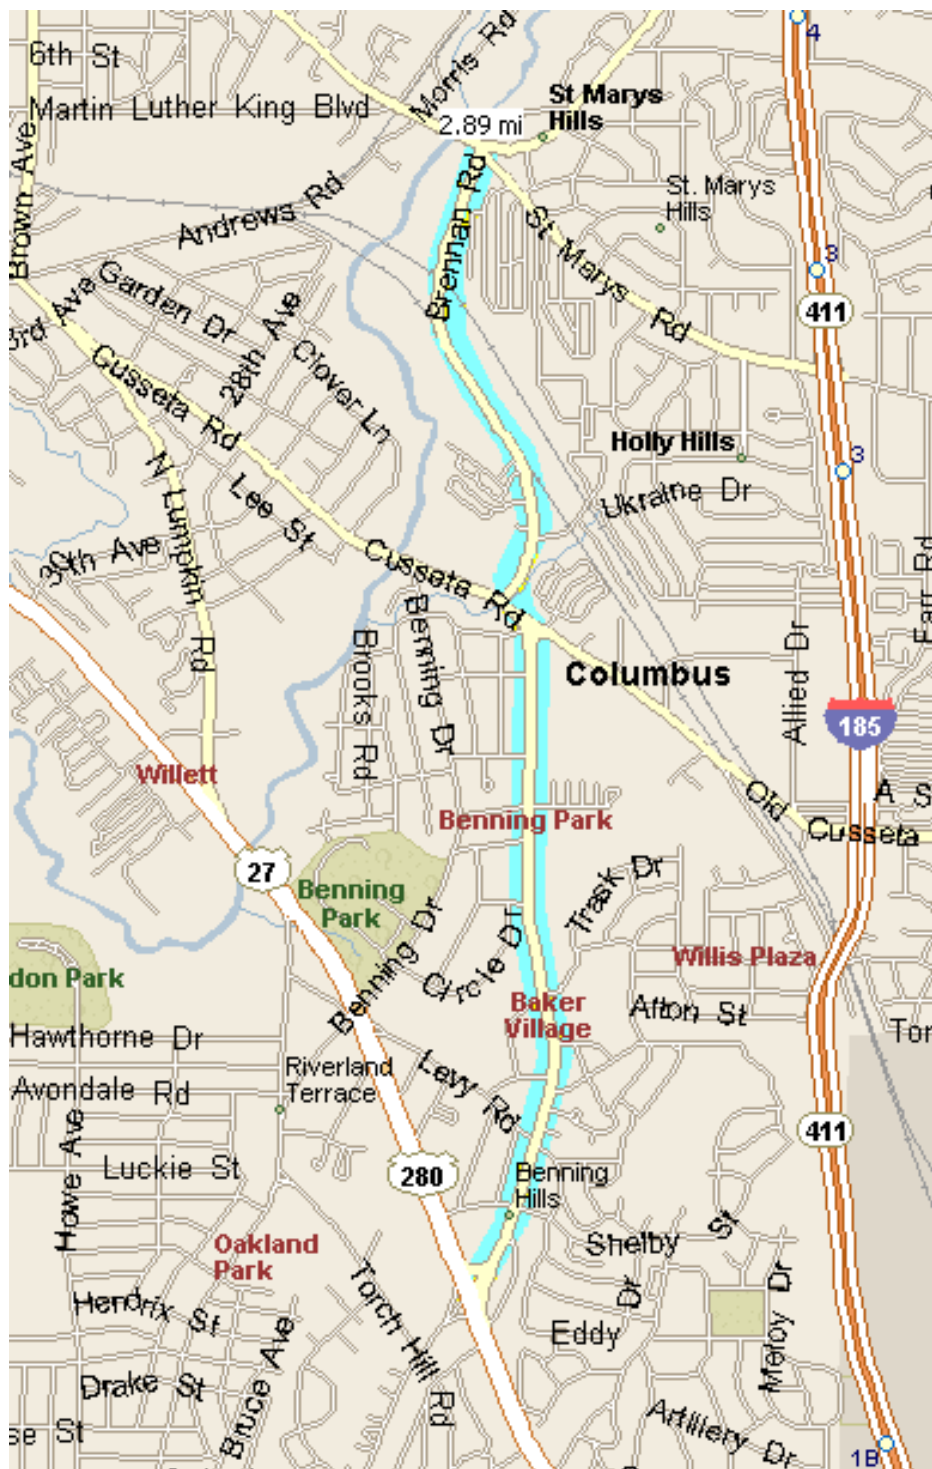 Morris Rd
6th St
4
St Marys
Hills
Martin Luther King Blvd
2.89 mi
Brown Ave
Brennan Rd
St. Marys
Hills
Andrews Rd
St Marys Rd
3
Garden Dr
28th Ave
3rd Ave
411
Clover Ln
Cusseta Rd
Holly Hills
3
N Lumpkin Rd
Lee St
Ukraine Dr
Cusseta Rd
Farr Rd
Benning Dr
Brooks Rd
Allied Dr
Columbus
185
Willett
Old Cusseta
A S
Benning Park
27
Benning
Park
Trask Dr
Benning Dr
Circle Dr
Willis Plaza
don Park
Baker
Village
Afton St
Hawthorne Dr
Tor
Riverland
Terrace
Levy Rd
Avondale Rd
Howe Ave
411
Luckie St
280
Benning
Hills
Oakland
Park
Shelby St
Torch Hill Rd
Hendrix St
Eddy Dr
Meloy Dr
Bruce Ave
Drake St
Artillery Dr
se St
1B